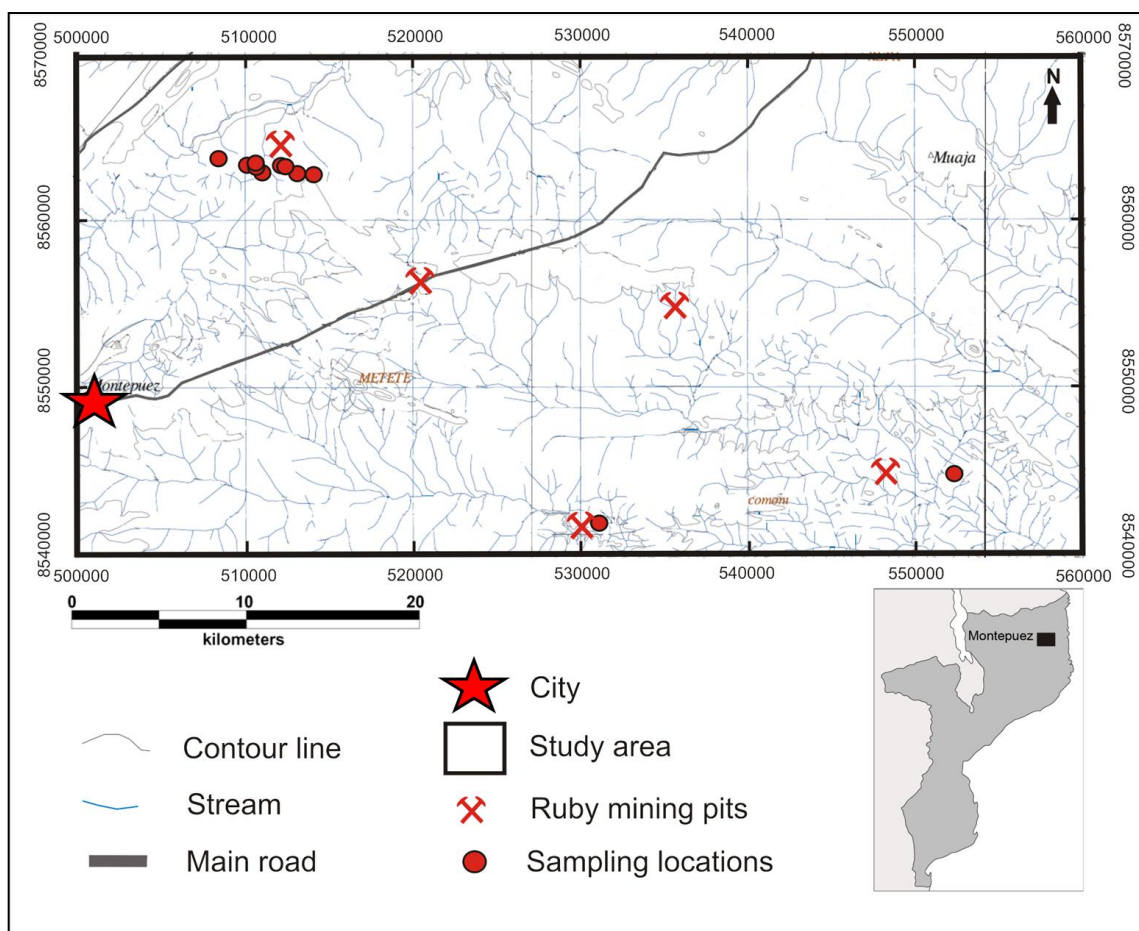 500000 510000 520000 530000 540000 550000 560000
8570000
8570000
N
Muaja
8560000
8560000
Montepuez
METETE
8550000
8550000
8540000
8540000
500000 510000 520000 530000 540000 550000 560000
0 10 20
kilometers
Montepuez
City
Contour line
Study area
Stream
Ruby mining pits
Main road
Sampling locations